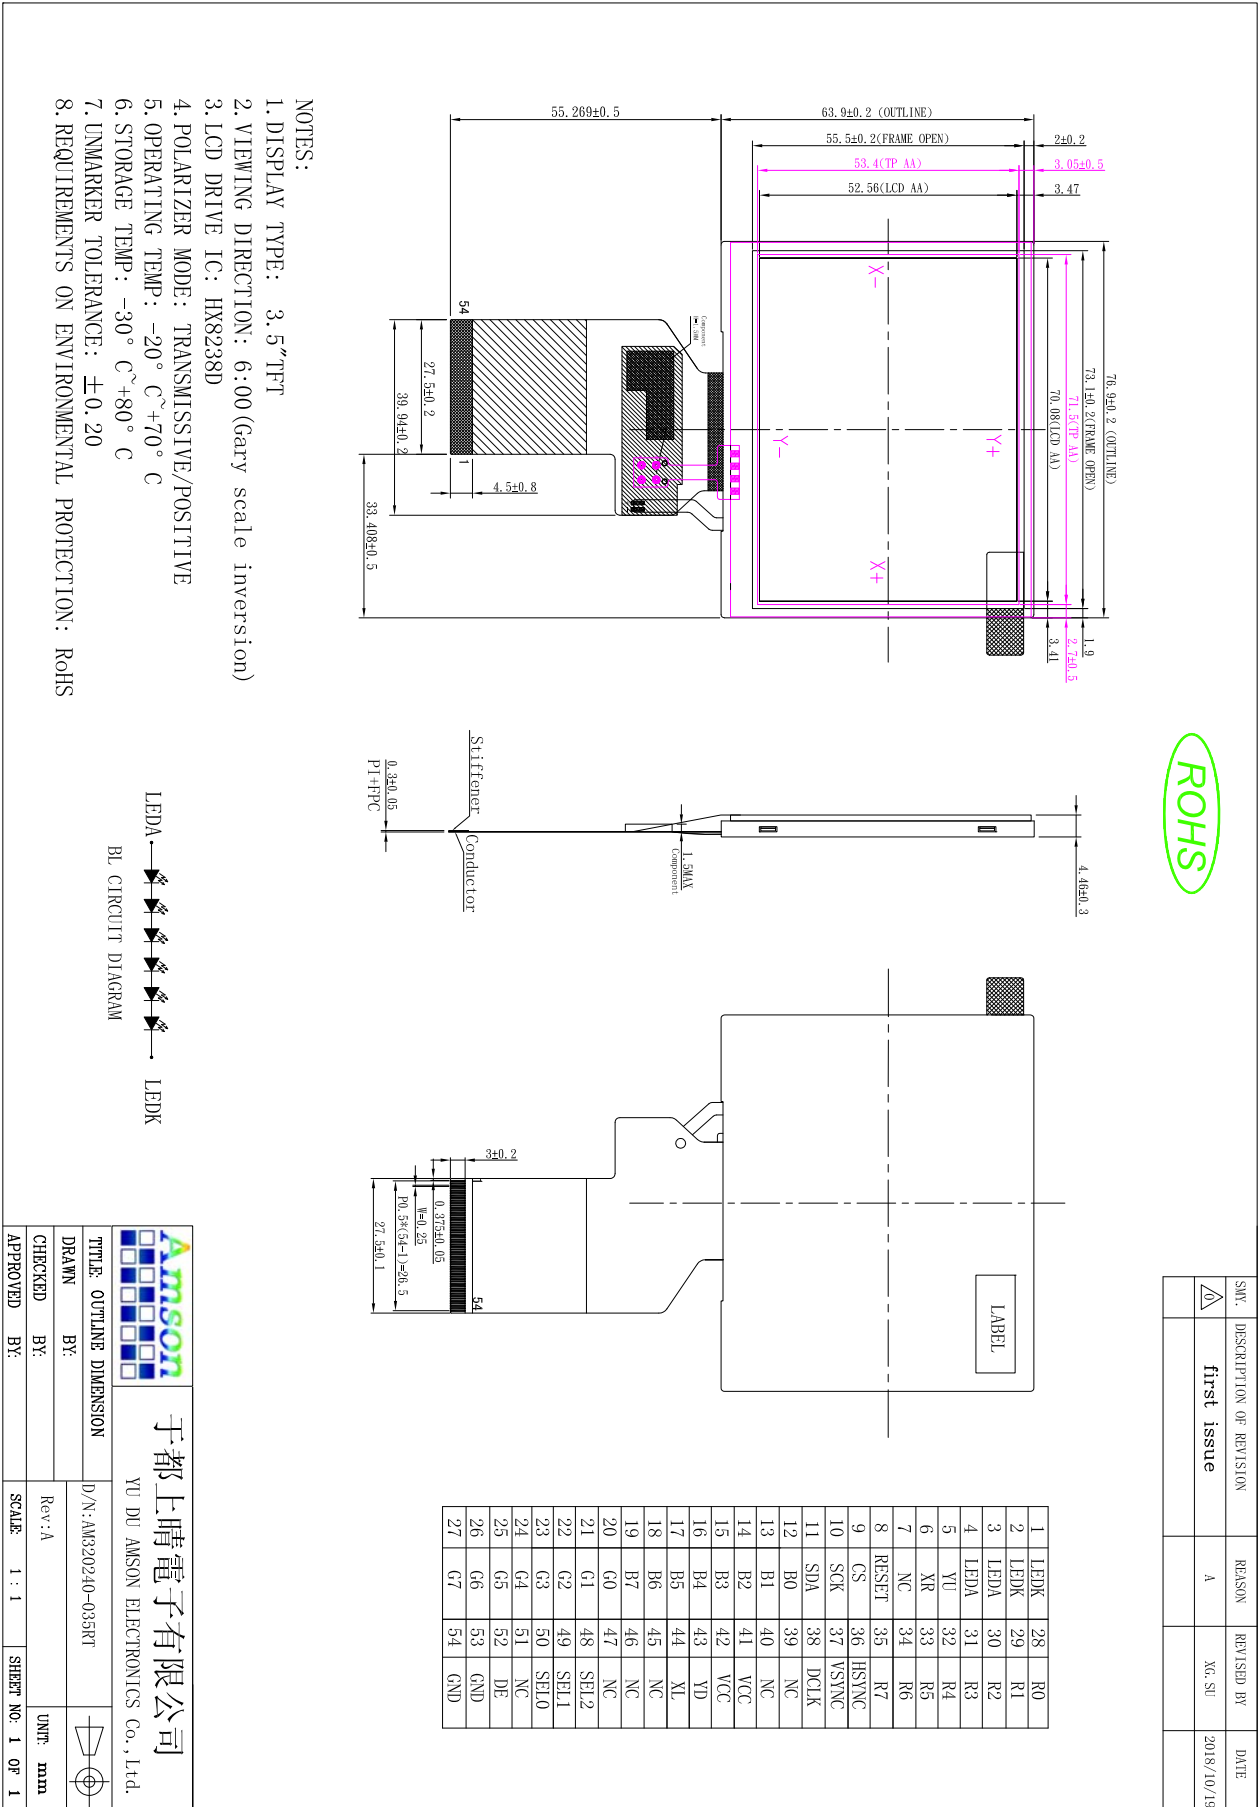 SMY.
DESCRIPTION OF REVISION
REASON
REVISED BY
DATE
0
first issue
A
XG.SU
2018/10/19
ROHS
76.9±0.2 (OUTLINE)
73.1±0.2(FRAME OPEN)
71.5(TP AA)
70.08(LCD AA)
1.9
2.7±0.5
3.41
63.9±0.2 (OUTLINE)
55.5±0.2(FRAME OPEN)
53.4(TP AA)
52.56(LCD AA)
2±0.2
3.05±0.5
3.47
55.269±0.5
X-
Y+
Y-
X+
Component
54
1
4.5±0.8
27.5±0.2
39.94±0.2
33.408±0.5
4.46±0.3
1.5MAX
Component
Stiffener
Conductor
0.3±0.05
PI+FPC
LABEL
3±0.2
1
54
0.375±0.05
W=0.25
P0.5*(54-1)=26.5
27.5±0.1
1 LEDK 28 R0
2 LEDK 29 R1
3 LEDA 30 R2
4 LEDA 31 R3
5 YU 32 R4
6 XR 33 R5
7 NC 34 R6
8 RESET 35 R7
9 CS 36 HSYNC
10 SCK 37 VSYNC
11 SDA 38 DCLK
12 B0 39 NC
13 B1 40 NC
14 B2 41 VCC
15 B3 42 VCC
16 B4 43 YD
17 B5 44 XL
18 B6 45 NC
19 B7 46 NC
20 G0 47 NC
21 G1 48 SEL2
22 G2 49 SEL1
23 G3 50 SEL0
24 G4 51 NC
25 G5 52 DE
26 G6 53 GND
27 G7 54 GND
NOTES:
1.DISPLAY TYPE: 3.5"TFT
2.VIEWING DIRECTION: 6:00(Gary scale inversion)
3.LCD DRIVE IC: HX8238D
4.POLARIZER MODE: TRANSMISSIVE/POSITIVE
5.OPERATING TEMP: -20° C~+70° C
6.STORAGE TEMP: -30° C~+80° C
7.UNMARKER TOLERANCE: ±0.20
8.REQUIREMENTS ON ENVIRONMENTAL PROTECTION: RoHS
LEDA
LEDK
BL CIRCUIT DIAGRAM
Amson
于都上晴電子有限公司
YU DU AMSON ELECTRONICS Co.,Ltd.
TITLE: OUTLINE DIMENSION
D/N:AM320240-035RT
DRAWN BY:
CHECKED BY:
Rev:A
UNIT: mm
APPROVED BY:
SCALE: 1 : 1
SHEET NO: 1 OF 1